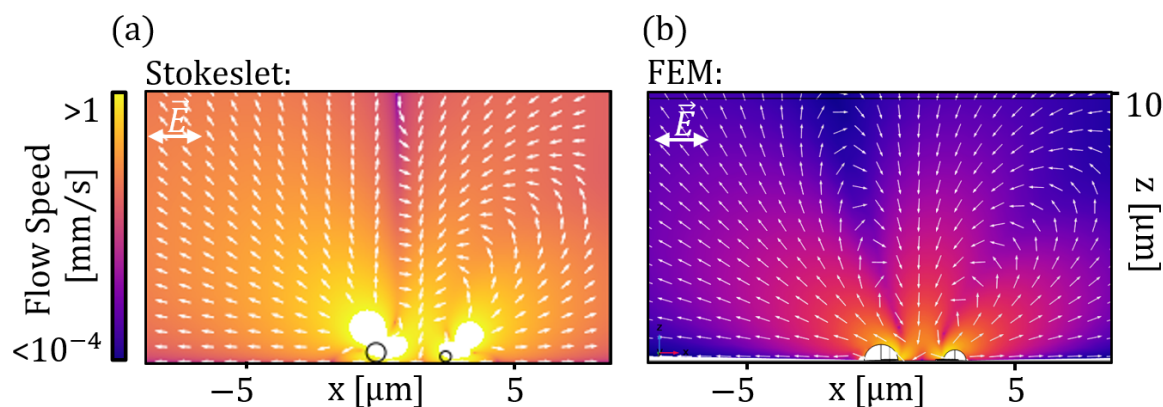 (a)
(b)
Stokeslet:
FEM:
>1
<10⁻⁴
Flow Speed
[mm/s]
E⃗
E⃗
10
z [μm]
−5
x [μm]
5
−5
x [μm]
5